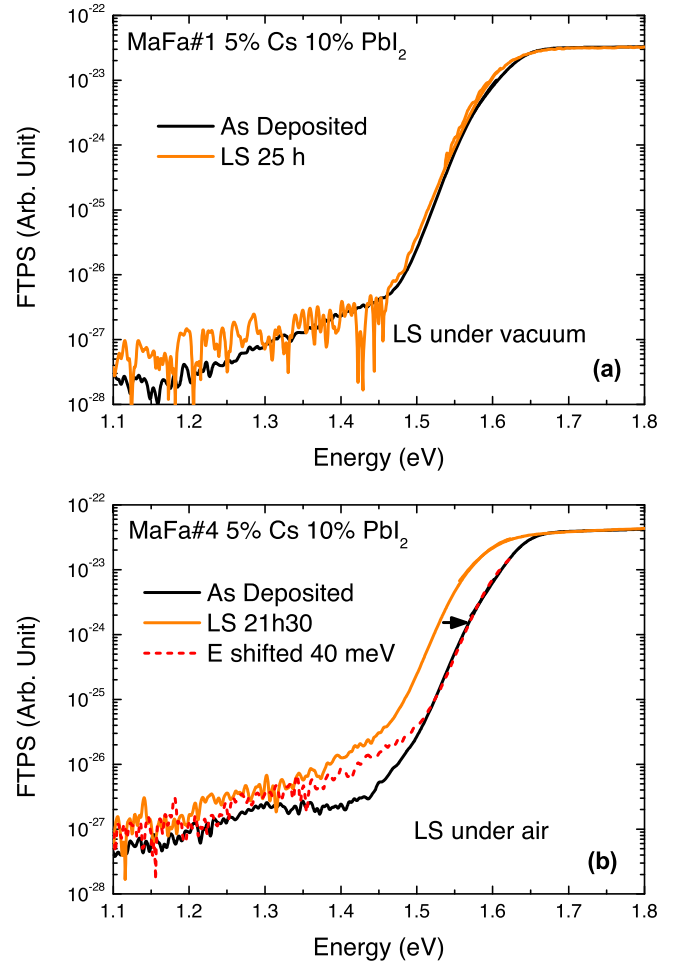 MaFa#1 5% Cs 10% PbI₂
As Deposited
LS 25 h
LS under vacuum
(a)
FTPS (Arb. Unit)
10⁻²²
10⁻²³
10⁻²⁴
10⁻²⁵
10⁻²⁶
10⁻²⁷
10⁻²⁸
1.1 1.2 1.3 1.4 1.5 1.6 1.7 1.8
Energy (eV)
MaFa#4 5% Cs 10% PbI₂
As Deposited
LS 21h30
E shifted 40 meV
LS under air
(b)
FTPS (Arb. Unit)
10⁻²²
10⁻²³
10⁻²⁴
10⁻²⁵
10⁻²⁶
10⁻²⁷
10⁻²⁸
1.1 1.2 1.3 1.4 1.5 1.6 1.7 1.8
Energy (eV)